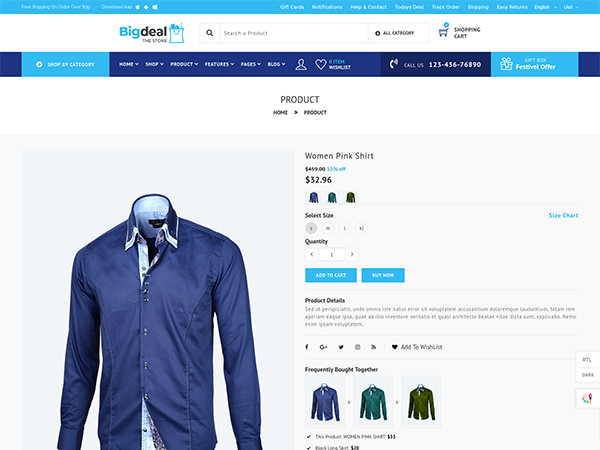 Free Shipping On Order Over $99 Download App Gift Cards Notifications Help & Contact Todays Deal Track Order Shipping Easy Returns English Usd
Bigdeal
THE STORE
Search a Product
ALL CATEGORY
0
SHOPPING
CART
SHOP BY CATEGORY
HOME SHOP PRODUCT FEATURES PAGES BLOG
0 ITEM
WISHLIST
CALL US 123-456-76890
GIFT BOX
Festivel Offer
PRODUCT
HOME » PRODUCT
Women Pink Shirt
$459.00 55% off
$32.96
Select Size Size Chart
s m l xl
Quantity
< 1 >
ADD TO CART BUY NOW
Product Details
Sed ut perspiciatis, unde omnis iste natus error sit voluptatem accusantium doloremque laudantium, totam rem
aperiam eaque ipsa, quae ab illo inventore veritatis et quasi architecto beatae vitae dicta sunt, explicabo. Nemo
enim ipsam voluptatem,
Add To WishList
Frequently Bought Together
+ +
This Product: WOMEN PINK SHIRT $55
Black Long Skirt $20
RTL
DARK